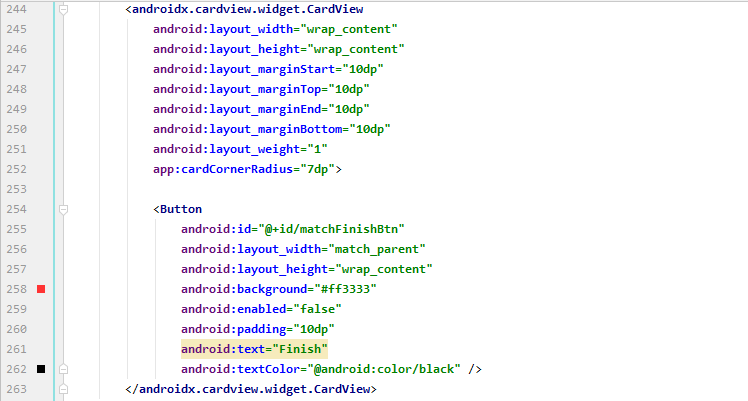 244 <androidx.cardview.widget.CardView
245 android:layout_width="wrap_content"
246 android:layout_height="wrap_content"
247 android:layout_marginStart="10dp"
248 android:layout_marginTop="10dp"
249 android:layout_marginEnd="10dp"
250 android:layout_marginBottom="10dp"
251 android:layout_weight="1"
252 app:cardCornerRadius="7dp">
253
254 <Button
255 android:id="@+id/matchFinishBtn"
256 android:layout_width="match_parent"
257 android:layout_height="wrap_content"
258 android:background="#ff3333"
259 android:enabled="false"
260 android:padding="10dp"
261 android:text="Finish"
262 android:textColor="@android:color/black" />
263 </androidx.cardview.widget.CardView>